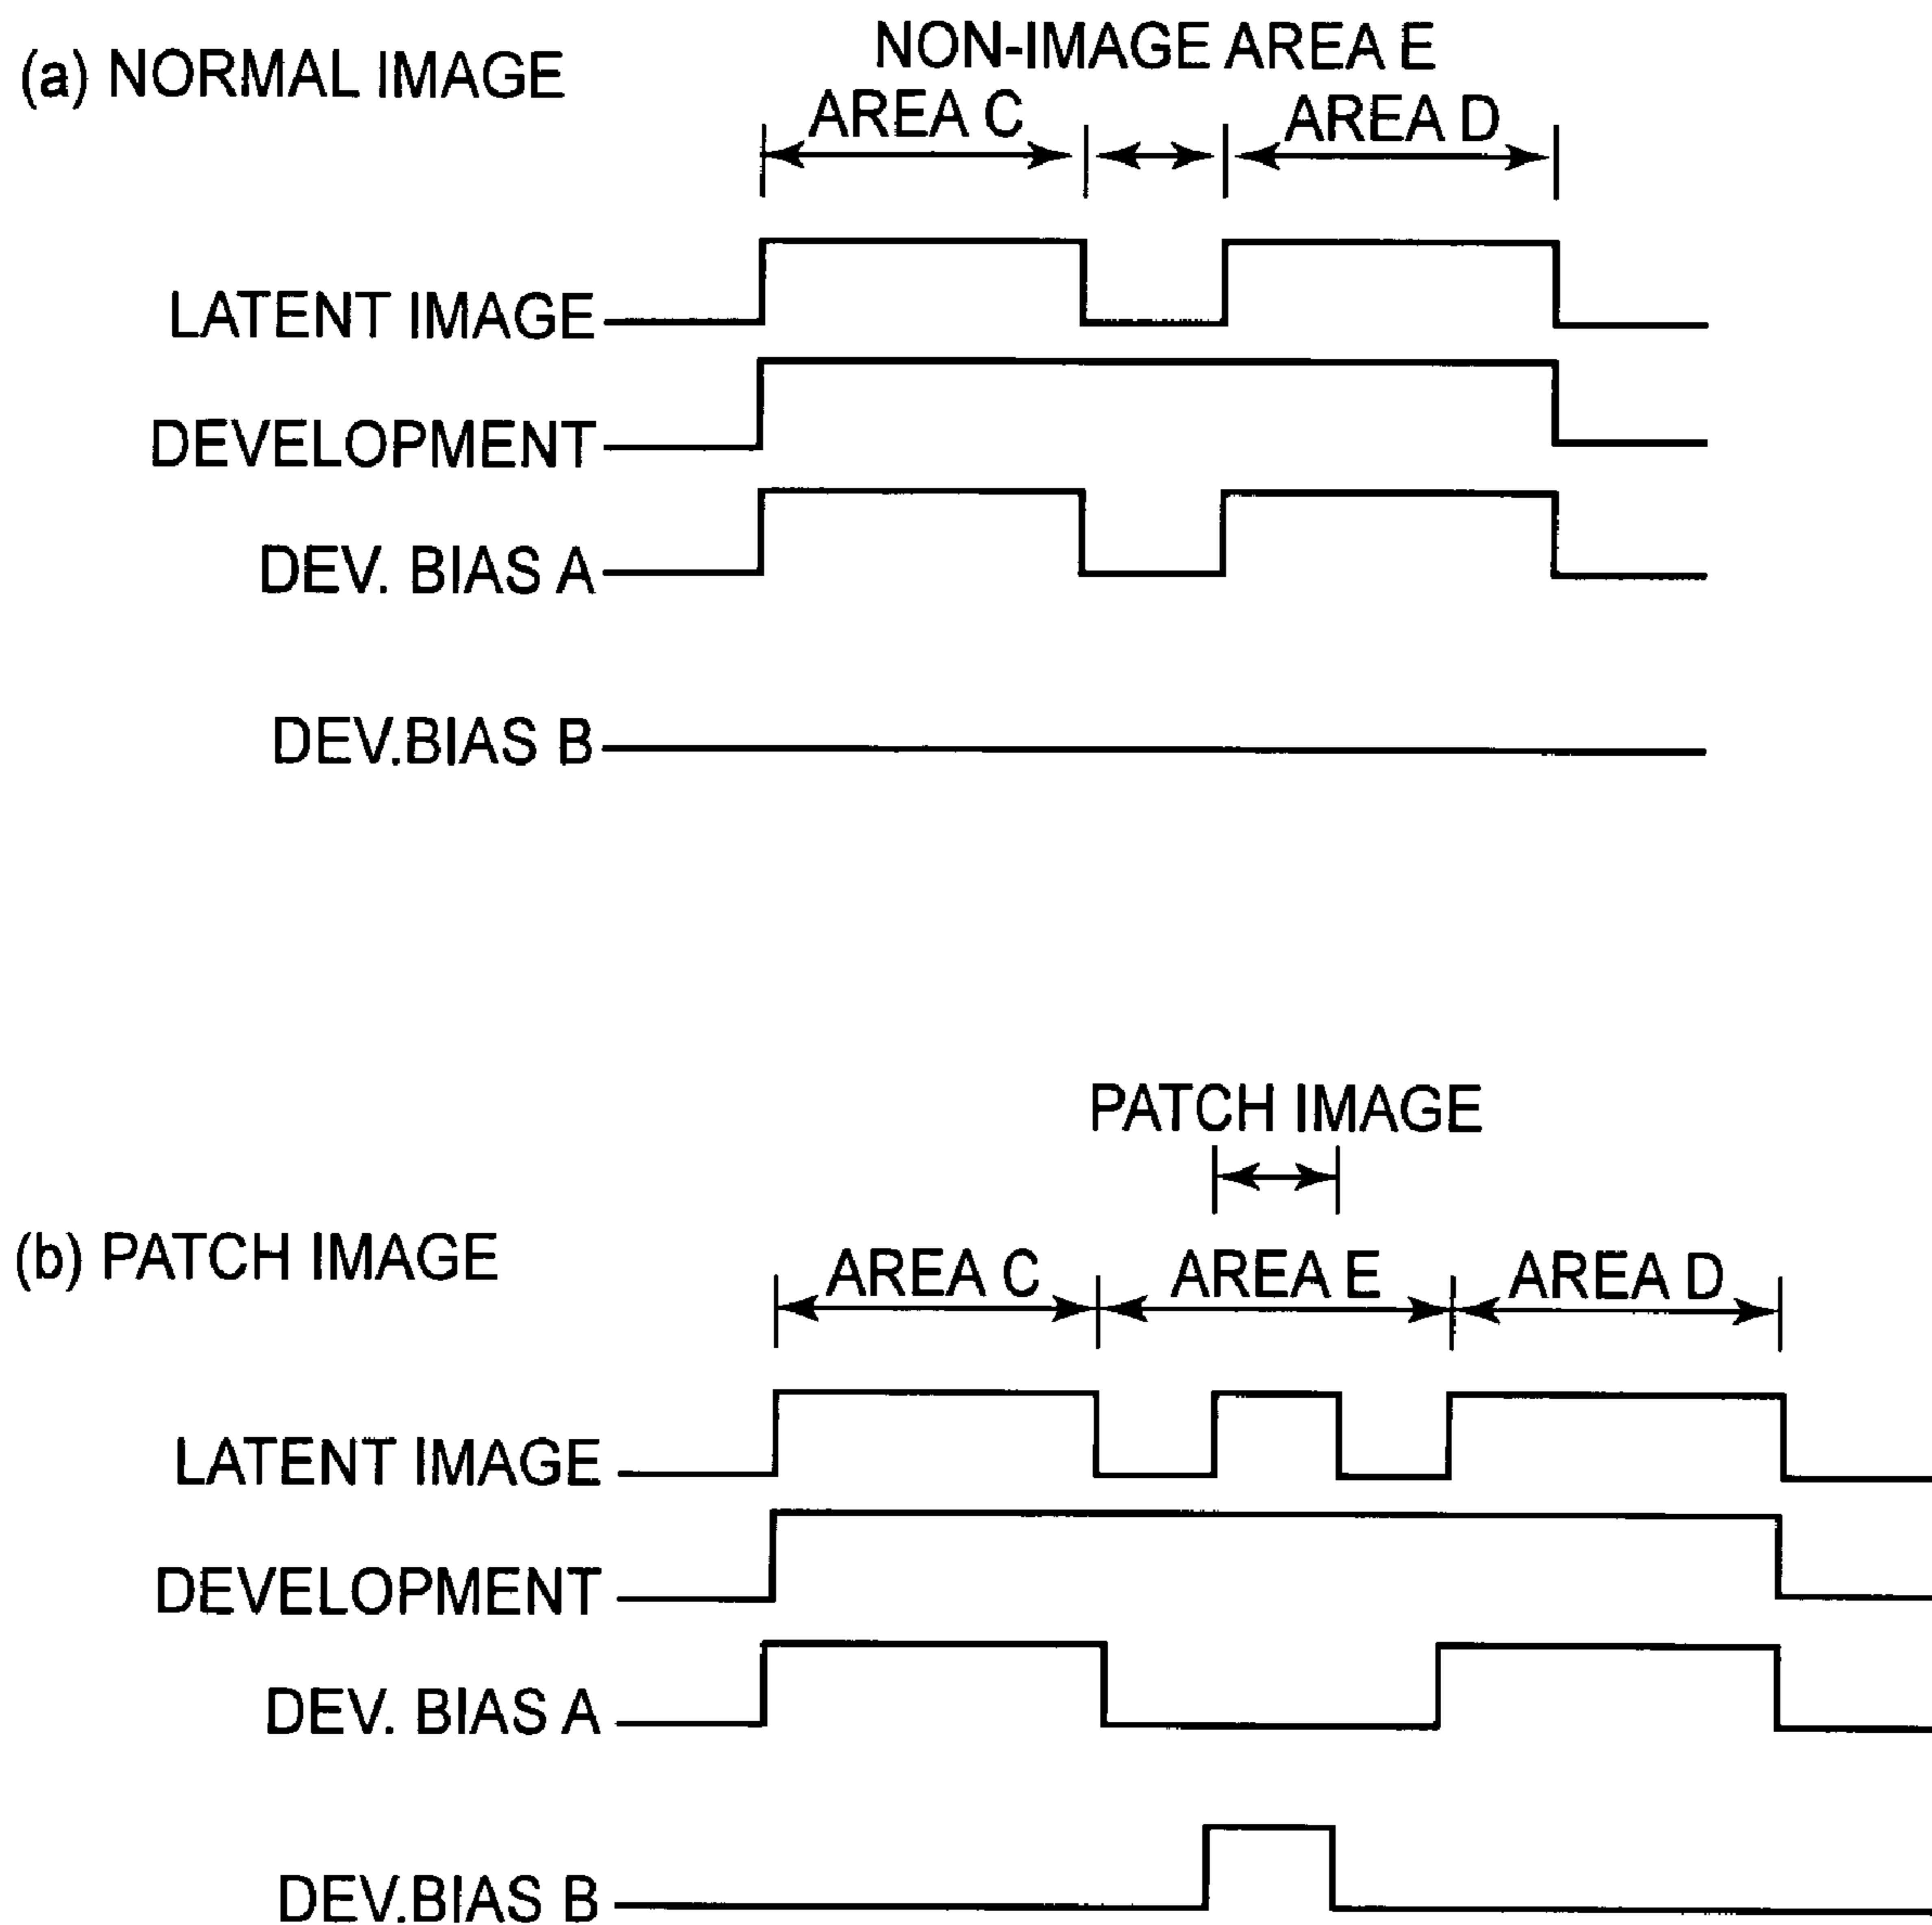 (a) NORMAL IMAGE
NON-IMAGE AREA E
AREA C
AREA D
LATENT IMAGE
DEVELOPMENT
DEV. BIAS A
DEV.BIAS B
PATCH IMAGE
(b) PATCH IMAGE
AREA C
AREA E
AREA D
LATENT IMAGE
DEVELOPMENT
DEV. BIAS A
DEV.BIAS B